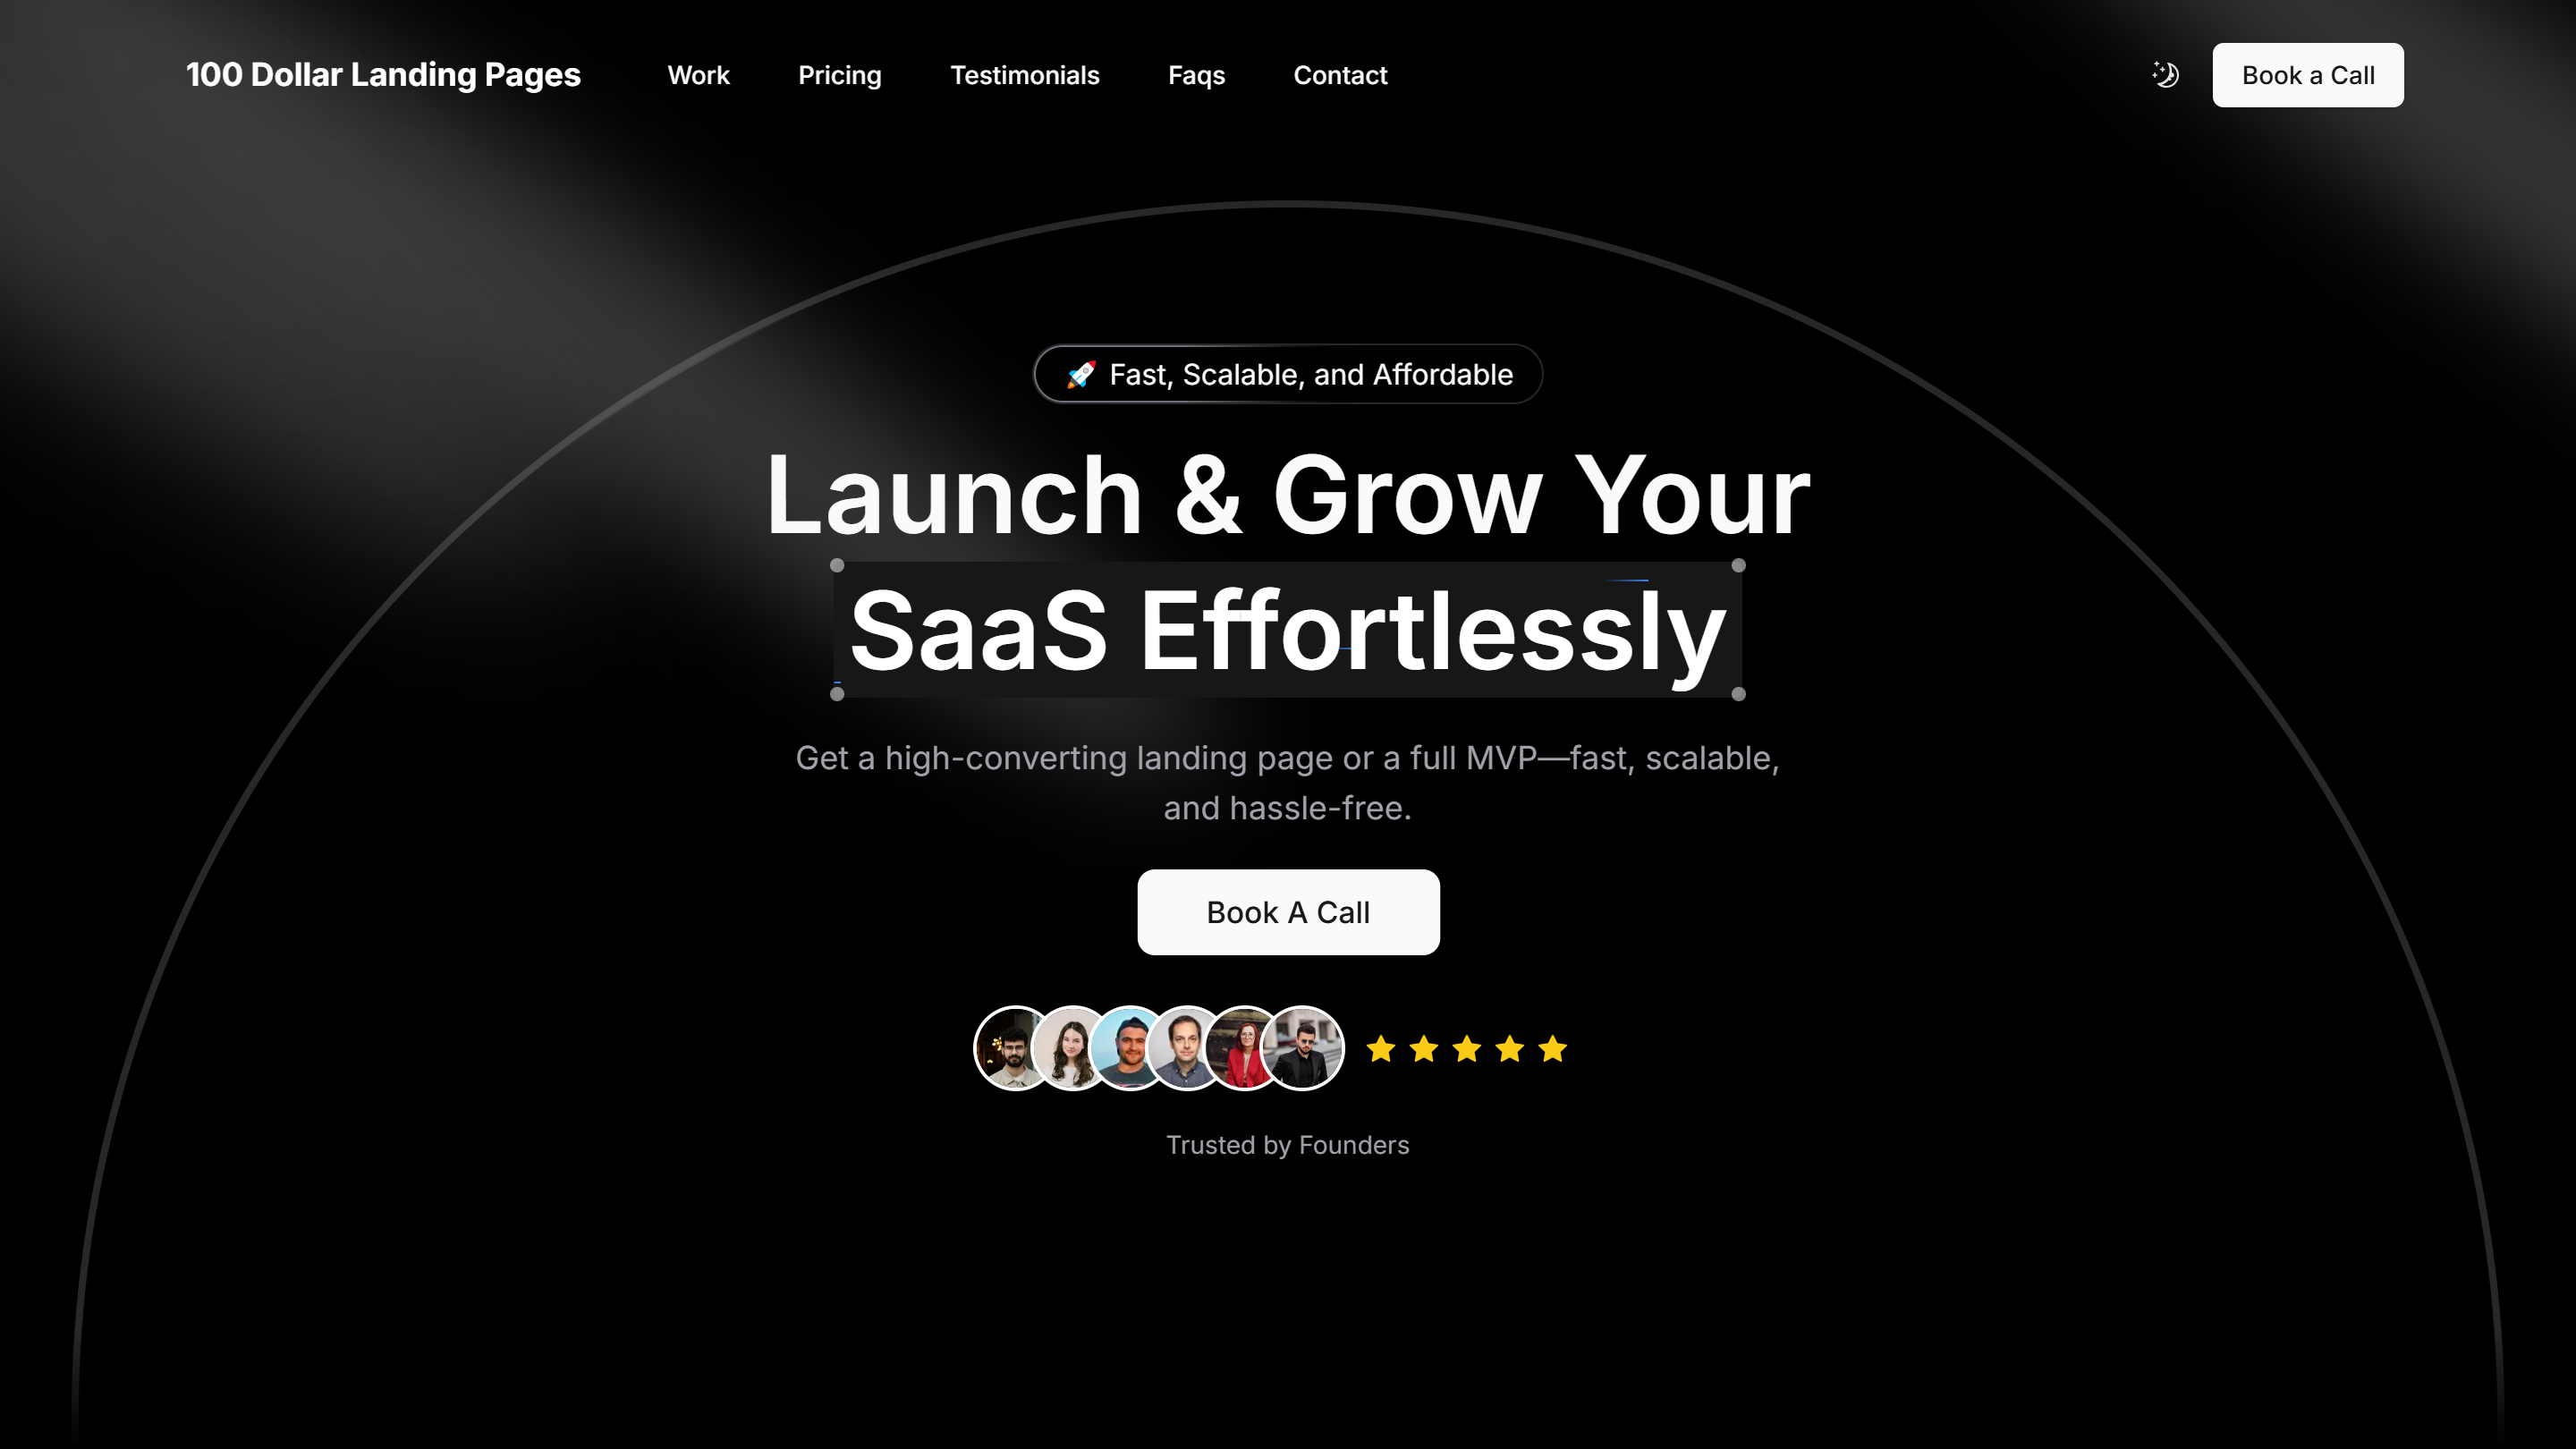 100 Dollar Landing Pages
Work
Pricing
Testimonials
Faqs
Contact
Book a Call
🚀 Fast, Scalable, and Affordable
Launch & Grow Your
SaaS Effortlessly
Get a high-converting landing page or a full MVP—fast, scalable,
and hassle-free.
Book A Call
Trusted by Founders